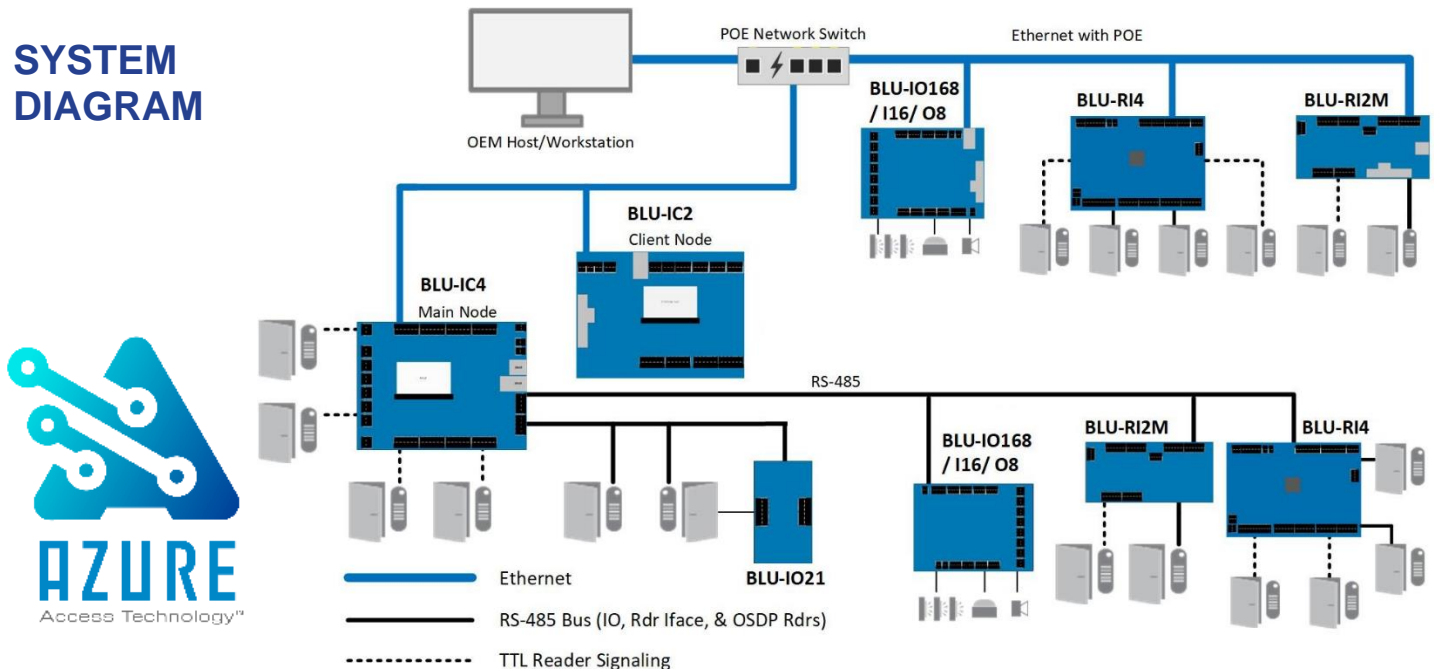 SYSTEM
DIAGRAM
OEM Host/Workstation
POE Network Switch
Ethernet with POE
BLU-IO168
/ I16/ O8
BLU-RI4
BLU-RI2M
BLU-IC2
Client Node
BLU-IC4
Main Node
RS-485
BLU-IO168
/ I16/ O8
BLU-RI2M
BLU-RI4
BLU-IO21
AZURE
Access Technology™
Ethernet
RS-485 Bus (IO, Rdr Iface, & OSDP Rdrs)
TTL Reader Signaling